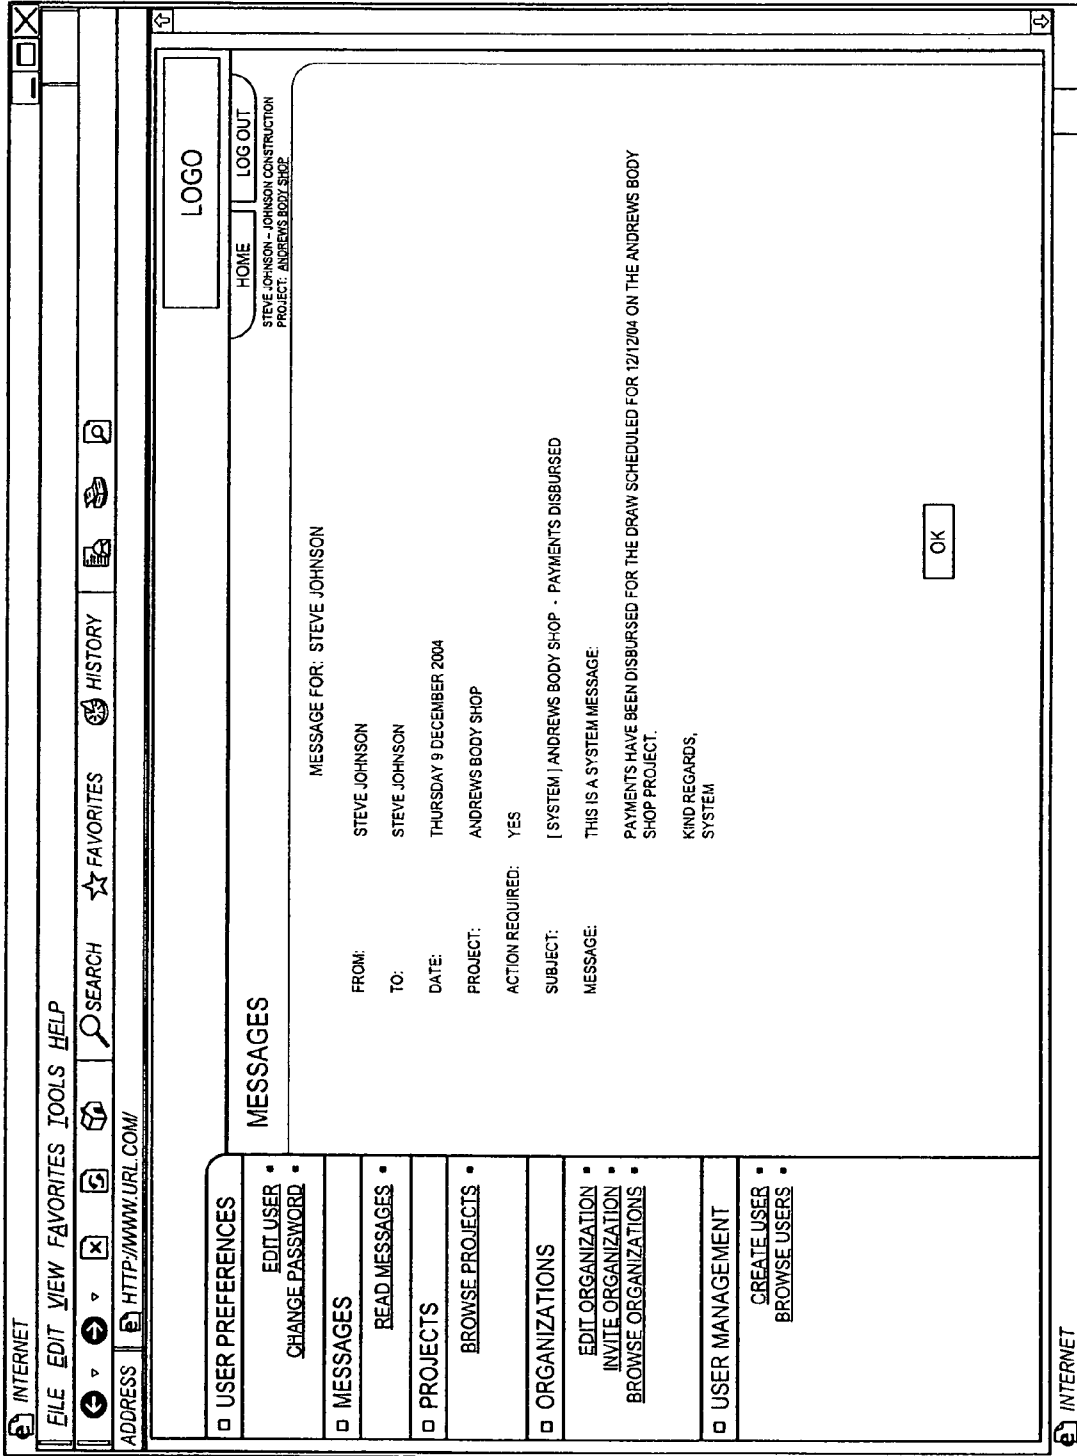 INTERNET
FILE EDIT VIEW FAVORITES TOOLS HELP
SEARCH FAVORITES HISTORY
ADDRESS HTTP://WWW.URL.COM/
LOGO
HOME LOG OUT
STEVE JOHNSON – JOHNSON CONSTRUCTION
PROJECT: ANDREWS BODY SHOP
USER PREFERENCES
EDIT USER
CHANGE PASSWORD
MESSAGES
READ MESSAGES
PROJECTS
BROWSE PROJECTS
ORGANIZATIONS
EDIT ORGANIZATION
INVITE ORGANIZATION
BROWSE ORGANIZATIONS
USER MANAGEMENT
CREATE USER
BROWSE USERS
MESSAGES
MESSAGE FOR: STEVE JOHNSON
FROM: STEVE JOHNSON
TO: STEVE JOHNSON
DATE: THURSDAY 9 DECEMBER 2004
PROJECT: ANDREWS BODY SHOP
ACTION REQUIRED: YES
SUBJECT: [ SYSTEM ] ANDREWS BODY SHOP - PAYMENTS DISBURSED
MESSAGE: THIS IS A SYSTEM MESSAGE:
PAYMENTS HAVE BEEN DISBURSED FOR THE DRAW SCHEDULED FOR 12/12/04 ON THE ANDREWS BODY
SHOP PROJECT.
KIND REGARDS,
SYSTEM
OK
INTERNET